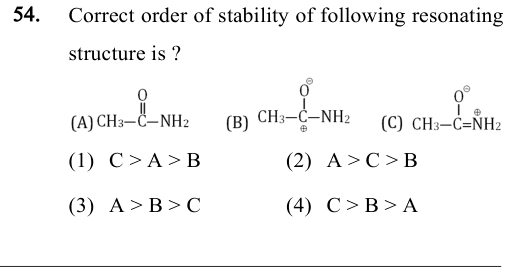 54. Correct order of stability of following resonating
structure is ?
(A) CH₃–C(=O)–NH₂ (B) CH₃–C⊕(–O⊖)–NH₂ (C) CH₃–C(–O⊖)=N⊕H₂
(1) C > A > B (2) A > C > B
(3) A > B > C (4) C > B > A